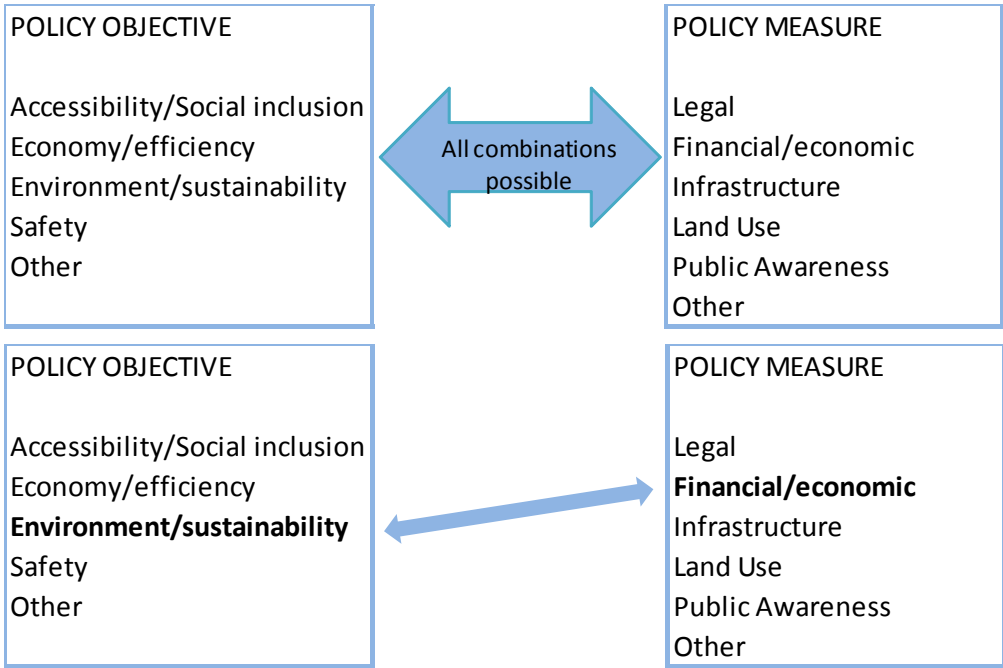 POLICY OBJECTIVE
Accessibility/Social inclusion
Economy/efficiency
Environment/sustainability
Safety
Other
All combinations
possible
POLICY MEASURE
Legal
Financial/economic
Infrastructure
Land Use
Public Awareness
Other
POLICY OBJECTIVE
Accessibility/Social inclusion
Economy/efficiency
Environment/sustainability
Safety
Other
POLICY MEASURE
Legal
Financial/economic
Infrastructure
Land Use
Public Awareness
Other